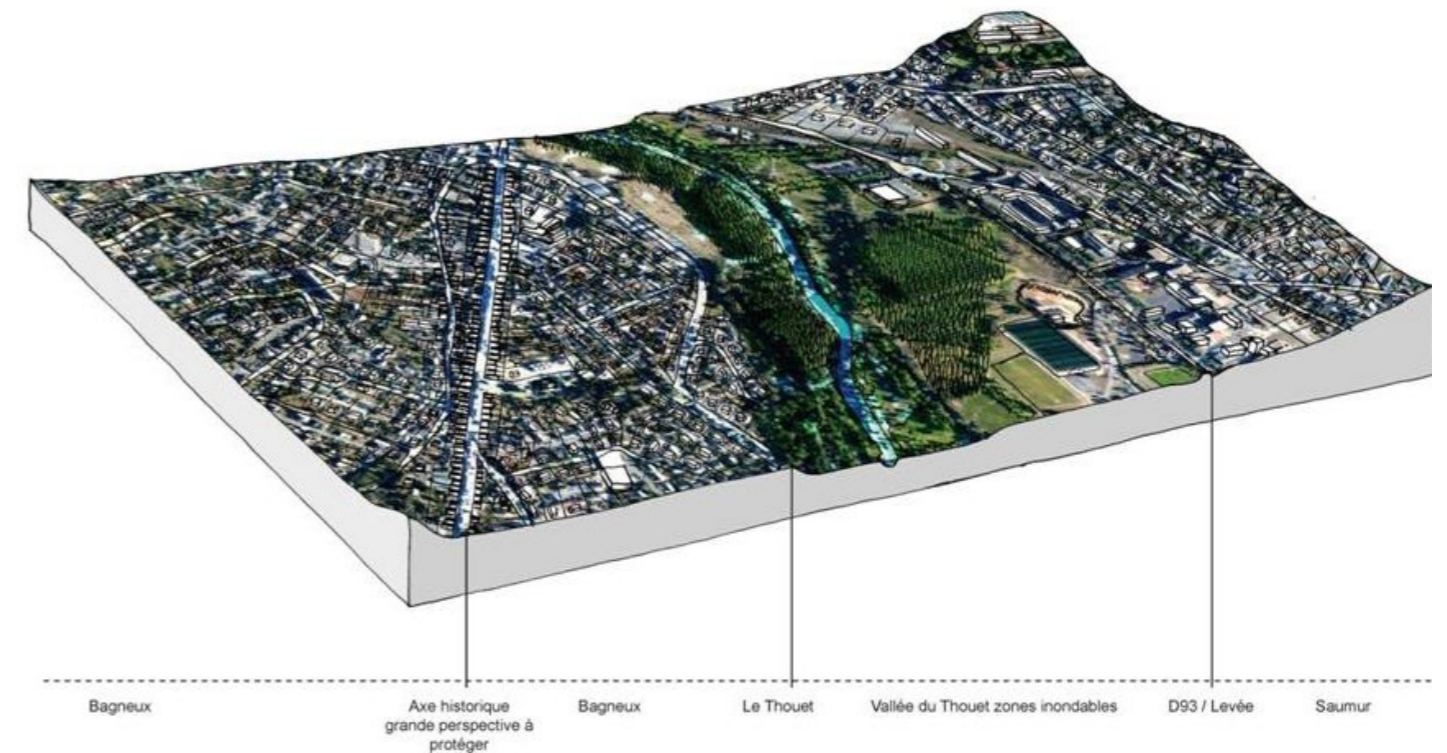 Bagneux
Axe historique
grande perspective à
protéger
Bagneux
Le Thouet
Vallée du Thouet zones inondables
D93 / Levée
Saumur